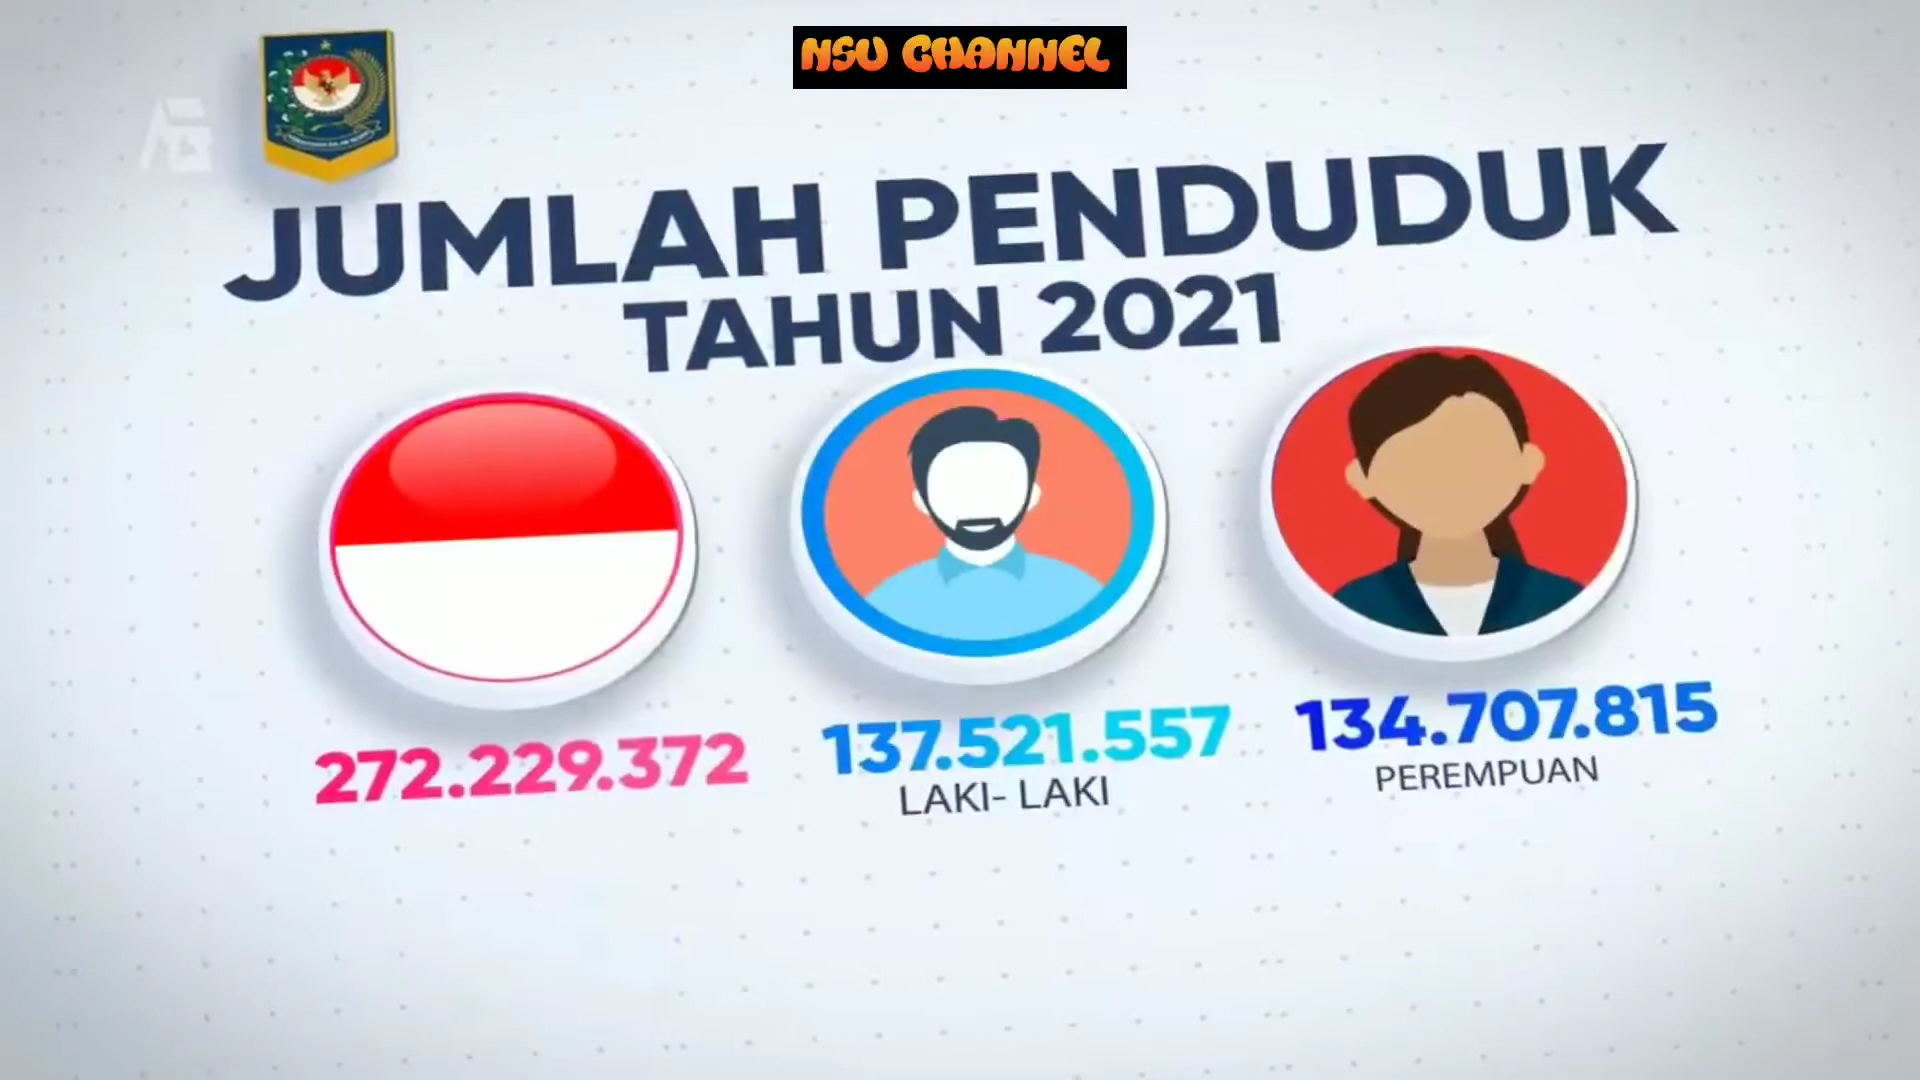 NSU CHANNEL
JUMLAH PENDUDUK
TAHUN 2021
272.229.372
137.521.557
LAKI- LAKI
134.707.815
PEREMPUAN